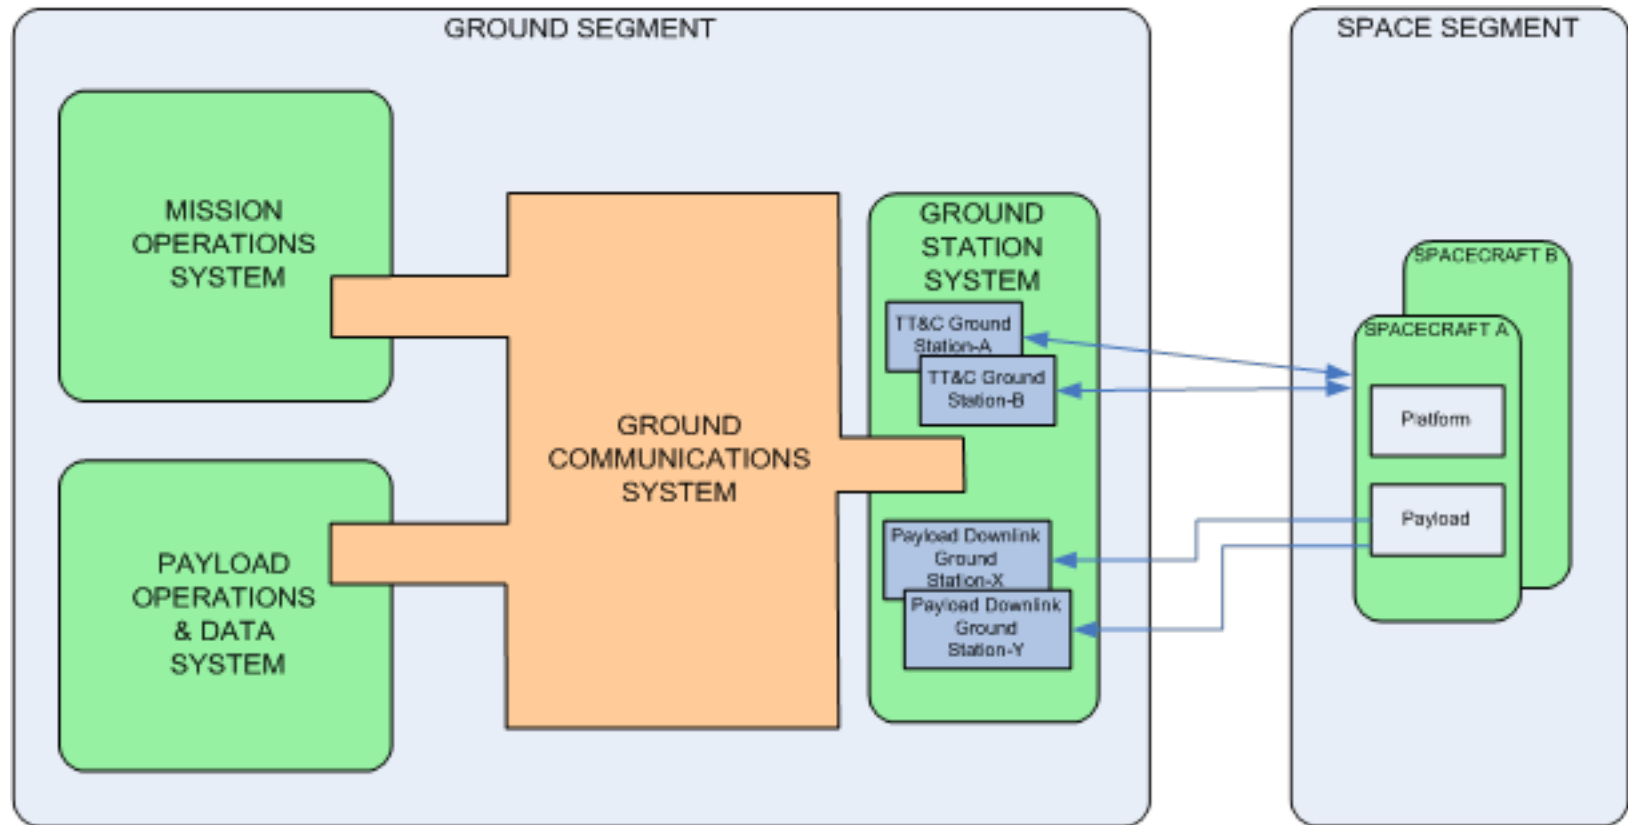 GROUND SEGMENT
SPACE SEGMENT
MISSION
OPERATIONS
SYSTEM
PAYLOAD
OPERATIONS
& DATA
SYSTEM
GROUND
COMMUNICATIONS
SYSTEM
GROUND
STATION
SYSTEM
TT&C Ground
Station-A
TT&C Ground
Station-B
Payload Downlink
Ground
Station-X
Payload Downlink
Ground
Station-Y
SPACECRAFT B
SPACECRAFT A
Platform
Payload